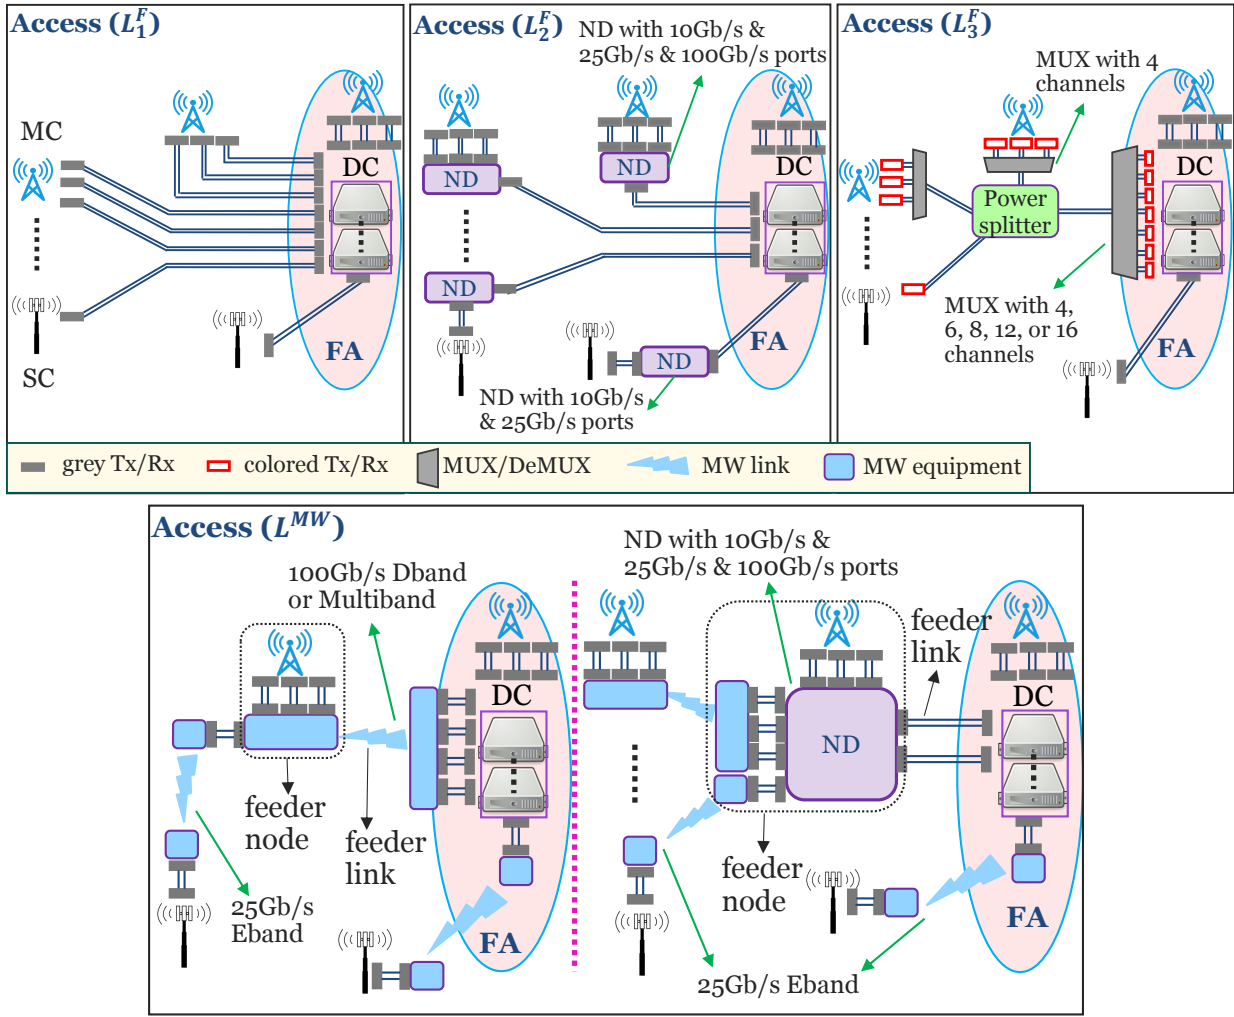 Access (L₁ᶠ)
MC
DC
FA
SC
Access (L₂ᶠ)
ND with 10Gb/s &
25Gb/s & 100Gb/s ports
ND
ND
DC
ND
FA
ND
ND with 10Gb/s
& 25Gb/s ports
Access (L₃ᶠ)
MUX with 4
channels
DC
Power
splitter
MUX with 4,
6, 8, 12, or 16
channels
FA
grey Tx/Rx
colored Tx/Rx
MUX/DeMUX
MW link
MW equipment
Access (Lᴹᵂ)
100Gb/s Dband
or Multiband
DC
feeder
node
feeder
link
25Gb/s
Eband
FA
ND with 10Gb/s &
25Gb/s & 100Gb/s ports
feeder
link
DC
ND
feeder
node
FA
25Gb/s Eband